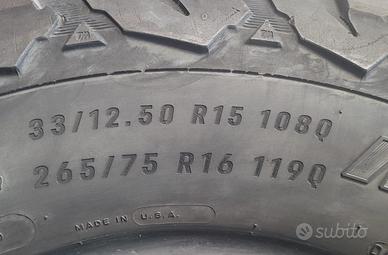 33/12.50 R15 108Q
265/75 R16 119Q
MADE IN U.S.A.
subito